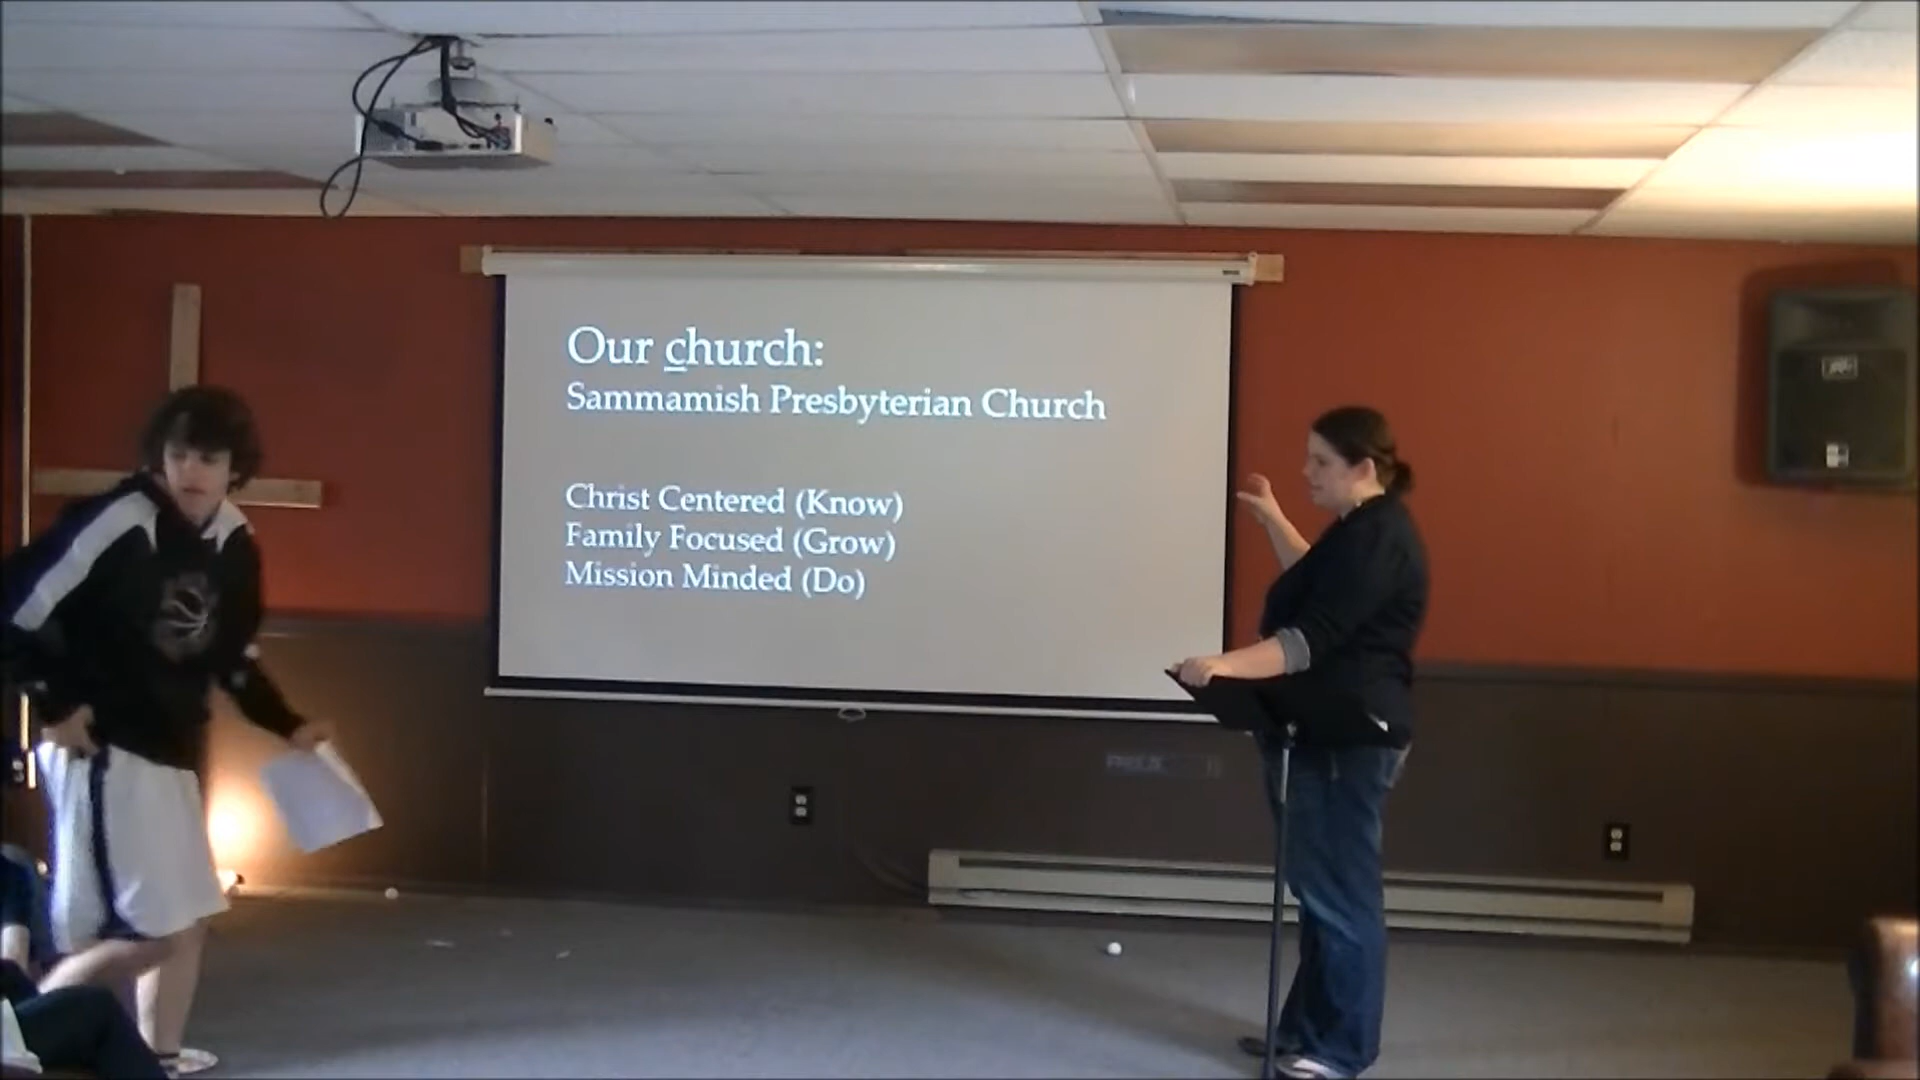 Our church:
Sammamish Presbyterian Church
Christ Centered (Know)
Family Focused (Grow)
Mission Minded (Do)